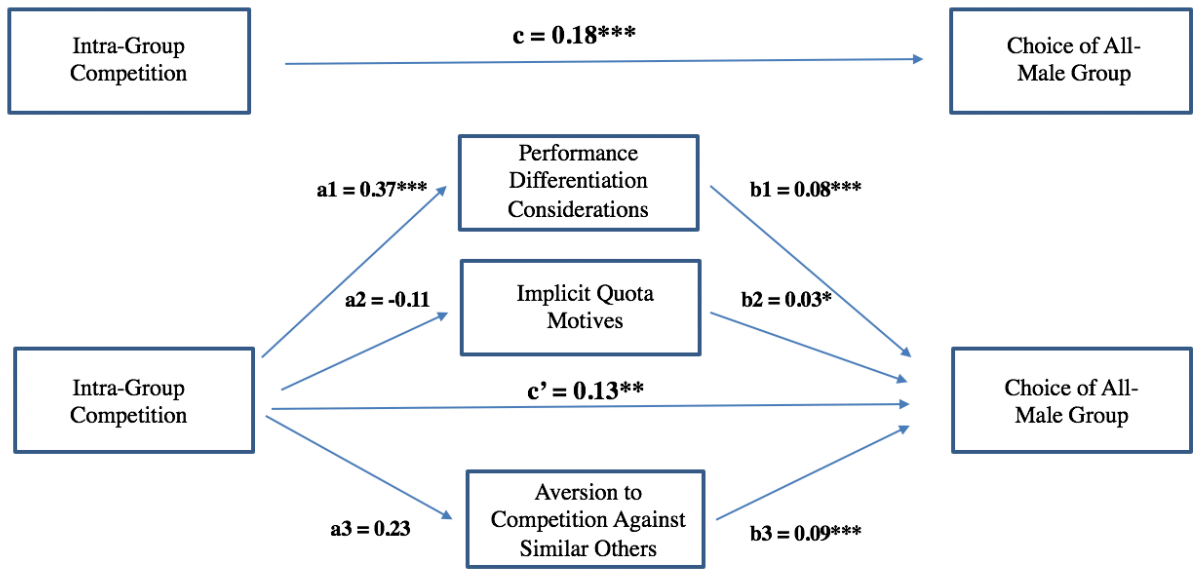 Intra-Group
Competition
c = 0.18***
Choice of All-
Male Group
Performance
Differentiation
Considerations
a1 = 0.37***
b1 = 0.08***
Implicit Quota
Motives
a2 = -0.11
b2 = 0.03*
Intra-Group
Competition
c’ = 0.13**
Choice of All-
Male Group
Aversion to
Competition Against
Similar Others
a3 = 0.23
b3 = 0.09***